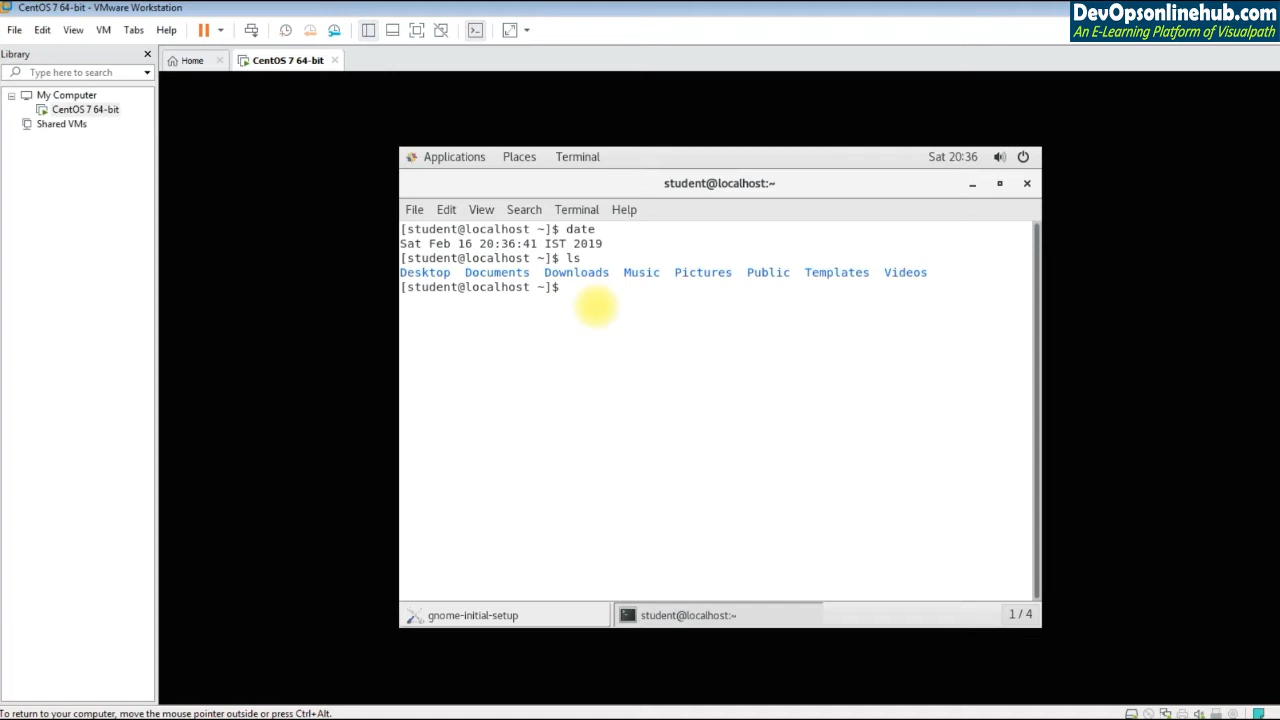 CentOS 7 64-bit - VMware Workstation
DevOpsonlinehub.com
An E-Learning Platform of Visualpath
File Edit View VM Tabs Help
Library
Type here to search
Home
CentOS 7 64-bit
My Computer
CentOS 7 64-bit
Shared VMs
Applications Places Terminal Sat 20:36
student@localhost:~
File Edit View Search Terminal Help
[student@localhost ~]$ date
Sat Feb 16 20:36:41 IST 2019
[student@localhost ~]$ ls
Desktop Documents Downloads Music Pictures Public Templates Videos
[student@localhost ~]$
gnome-initial-setup student@localhost:~ 1 / 4
To return to your computer, move the mouse pointer outside or press Ctrl+Alt.